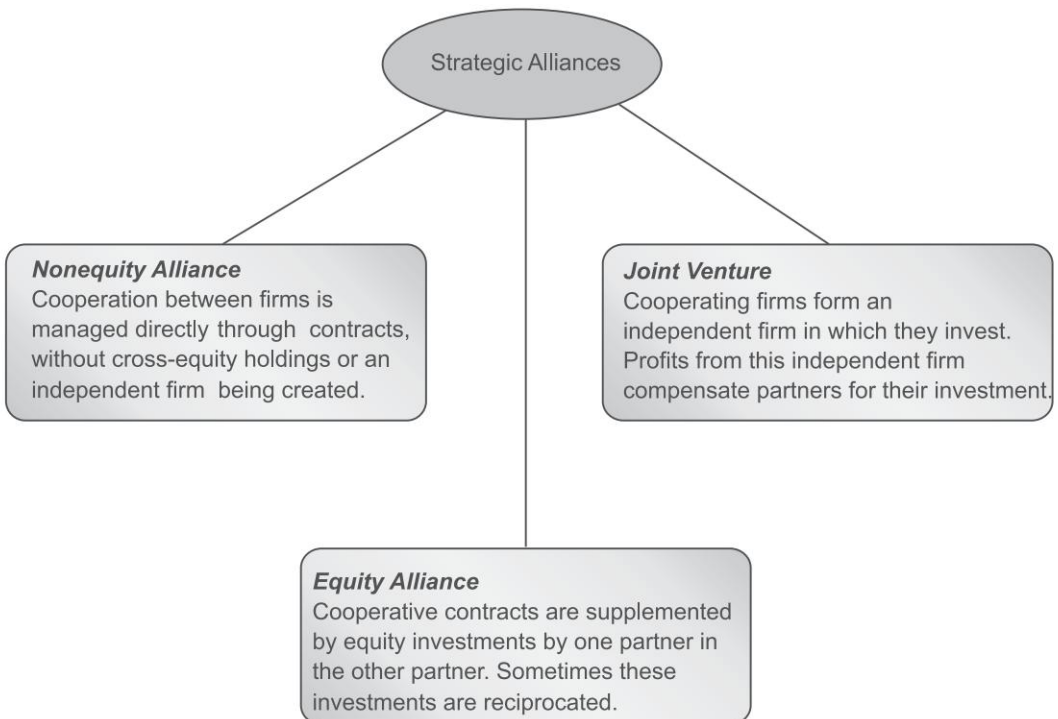 Strategic Alliances
Nonequity Alliance
Cooperation between firms is
managed directly through contracts,
without cross-equity holdings or an
independent firm being created.
Joint Venture
Cooperating firms form an
independent firm in which they invest.
Profits from this independent firm
compensate partners for their investment.
Equity Alliance
Cooperative contracts are supplemented
by equity investments by one partner in
the other partner. Sometimes these
investments are reciprocated.